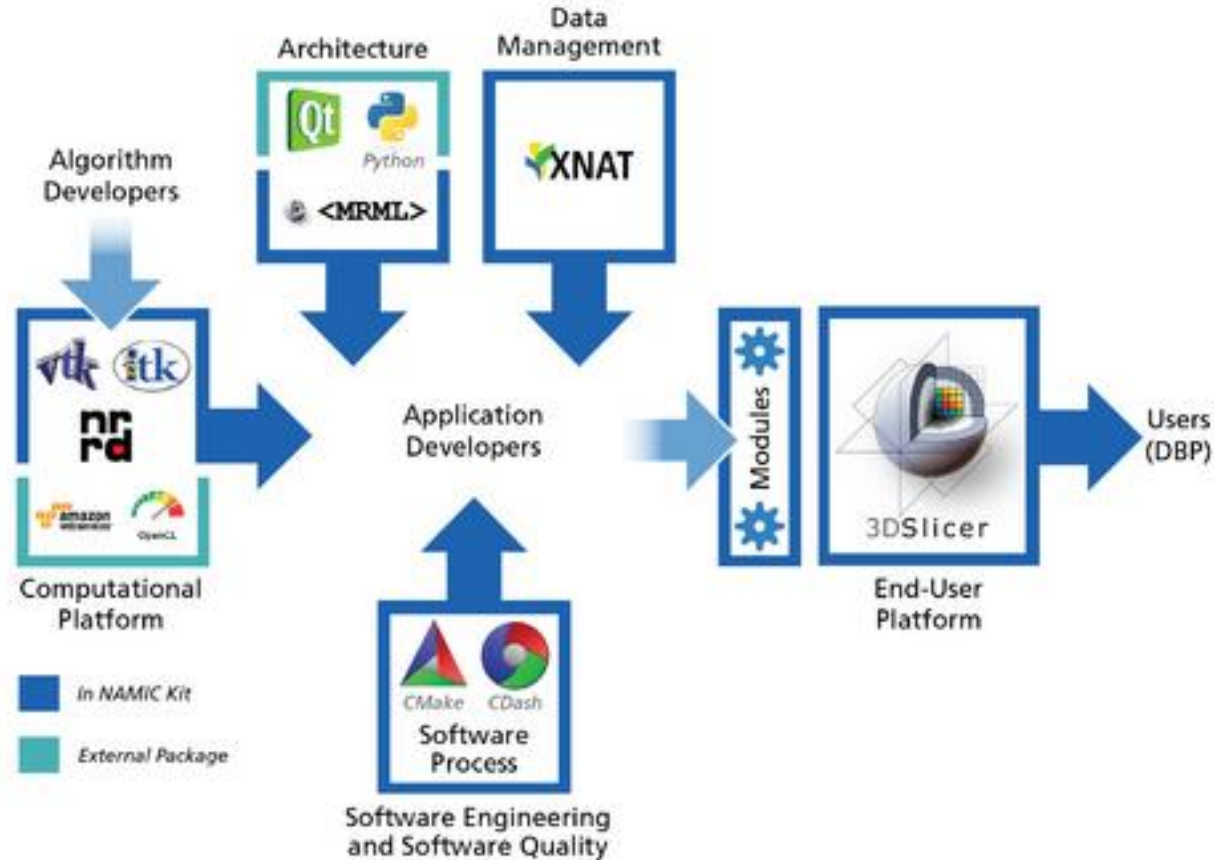 Architecture
Data
Management
Qt
Python
<MRML>
XNAT
Algorithm
Developers
vtk
itk
nr
rd
amazon
webservices
OpenCL
Computational
Platform
Application
Developers
Modules
3DSlicer
End-User
Platform
Users
(DBP)
In NAMIC Kit
External Package
CMake
CDash
Software
Process
Software Engineering
and Software Quality